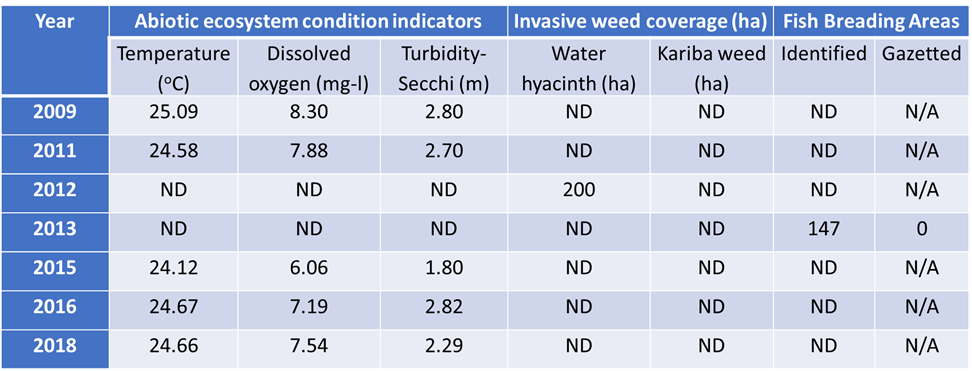 Year Abiotic ecosystem condition indicators Invasive weed coverage (ha) Fish Breading Areas
Temperature Dissolved Turbidity- Water Kariba weed Identified Gazetted
(oC) oxygen (mg-l) Secchi (m) hyacinth (ha) (ha)
2009 25.09 8.30 2.80 ND ND ND N/A
2011 24.58 7.88 2.70 ND ND ND N/A
2012 ND ND ND 200 ND ND N/A
2013 ND ND ND ND ND 147 0
2015 24.12 6.06 1.80 ND ND ND N/A
2016 24.67 7.19 2.82 ND ND ND N/A
2018 24.66 7.54 2.29 ND ND ND N/A